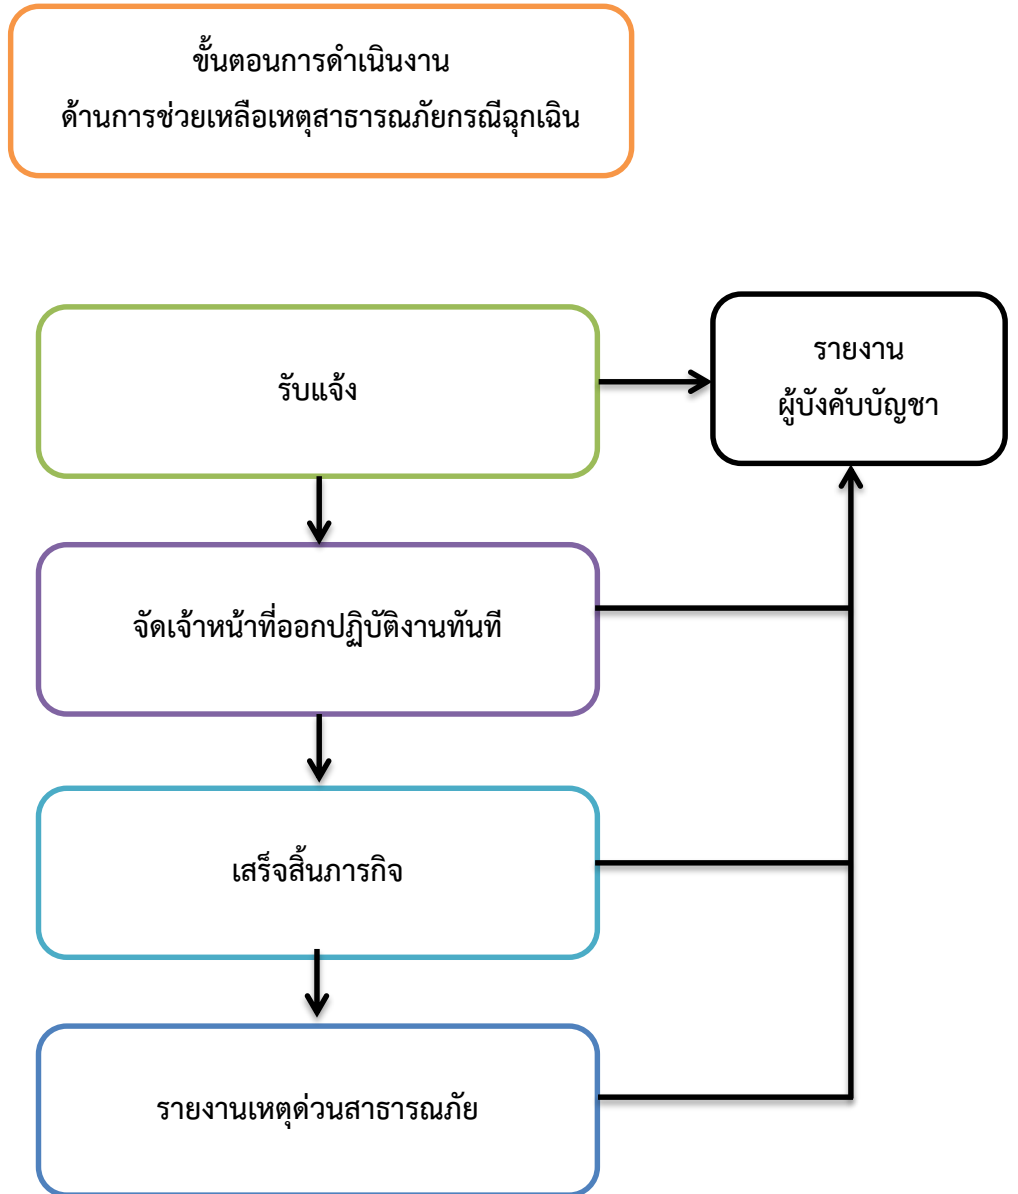 ขั้นตอนการดำเนินงาน
ด้านการช่วยเหลือเหตุสาธารณภัยกรณีฉุกเฉิน
รับแจ้ง
รายงาน
ผู้บังคับบัญชา
จัดเจ้าหน้าที่ออกปฏิบัติงานทันที
เสร็จสิ้นภารกิจ
รายงานเหตุด่วนสาธารณภัย